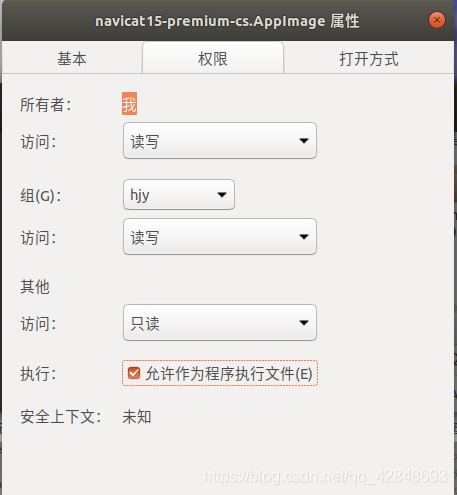 navicat15-premium-cs.AppImage 属性
基本 权限 打开方式
所有者： 我
访问： 读写
组(G)： hjy
访问： 读写
其他
访问： 只读
执行： 允许作为程序执行文件(E)
安全上下文： 未知
https://blog.csdn.net/qq_42848693